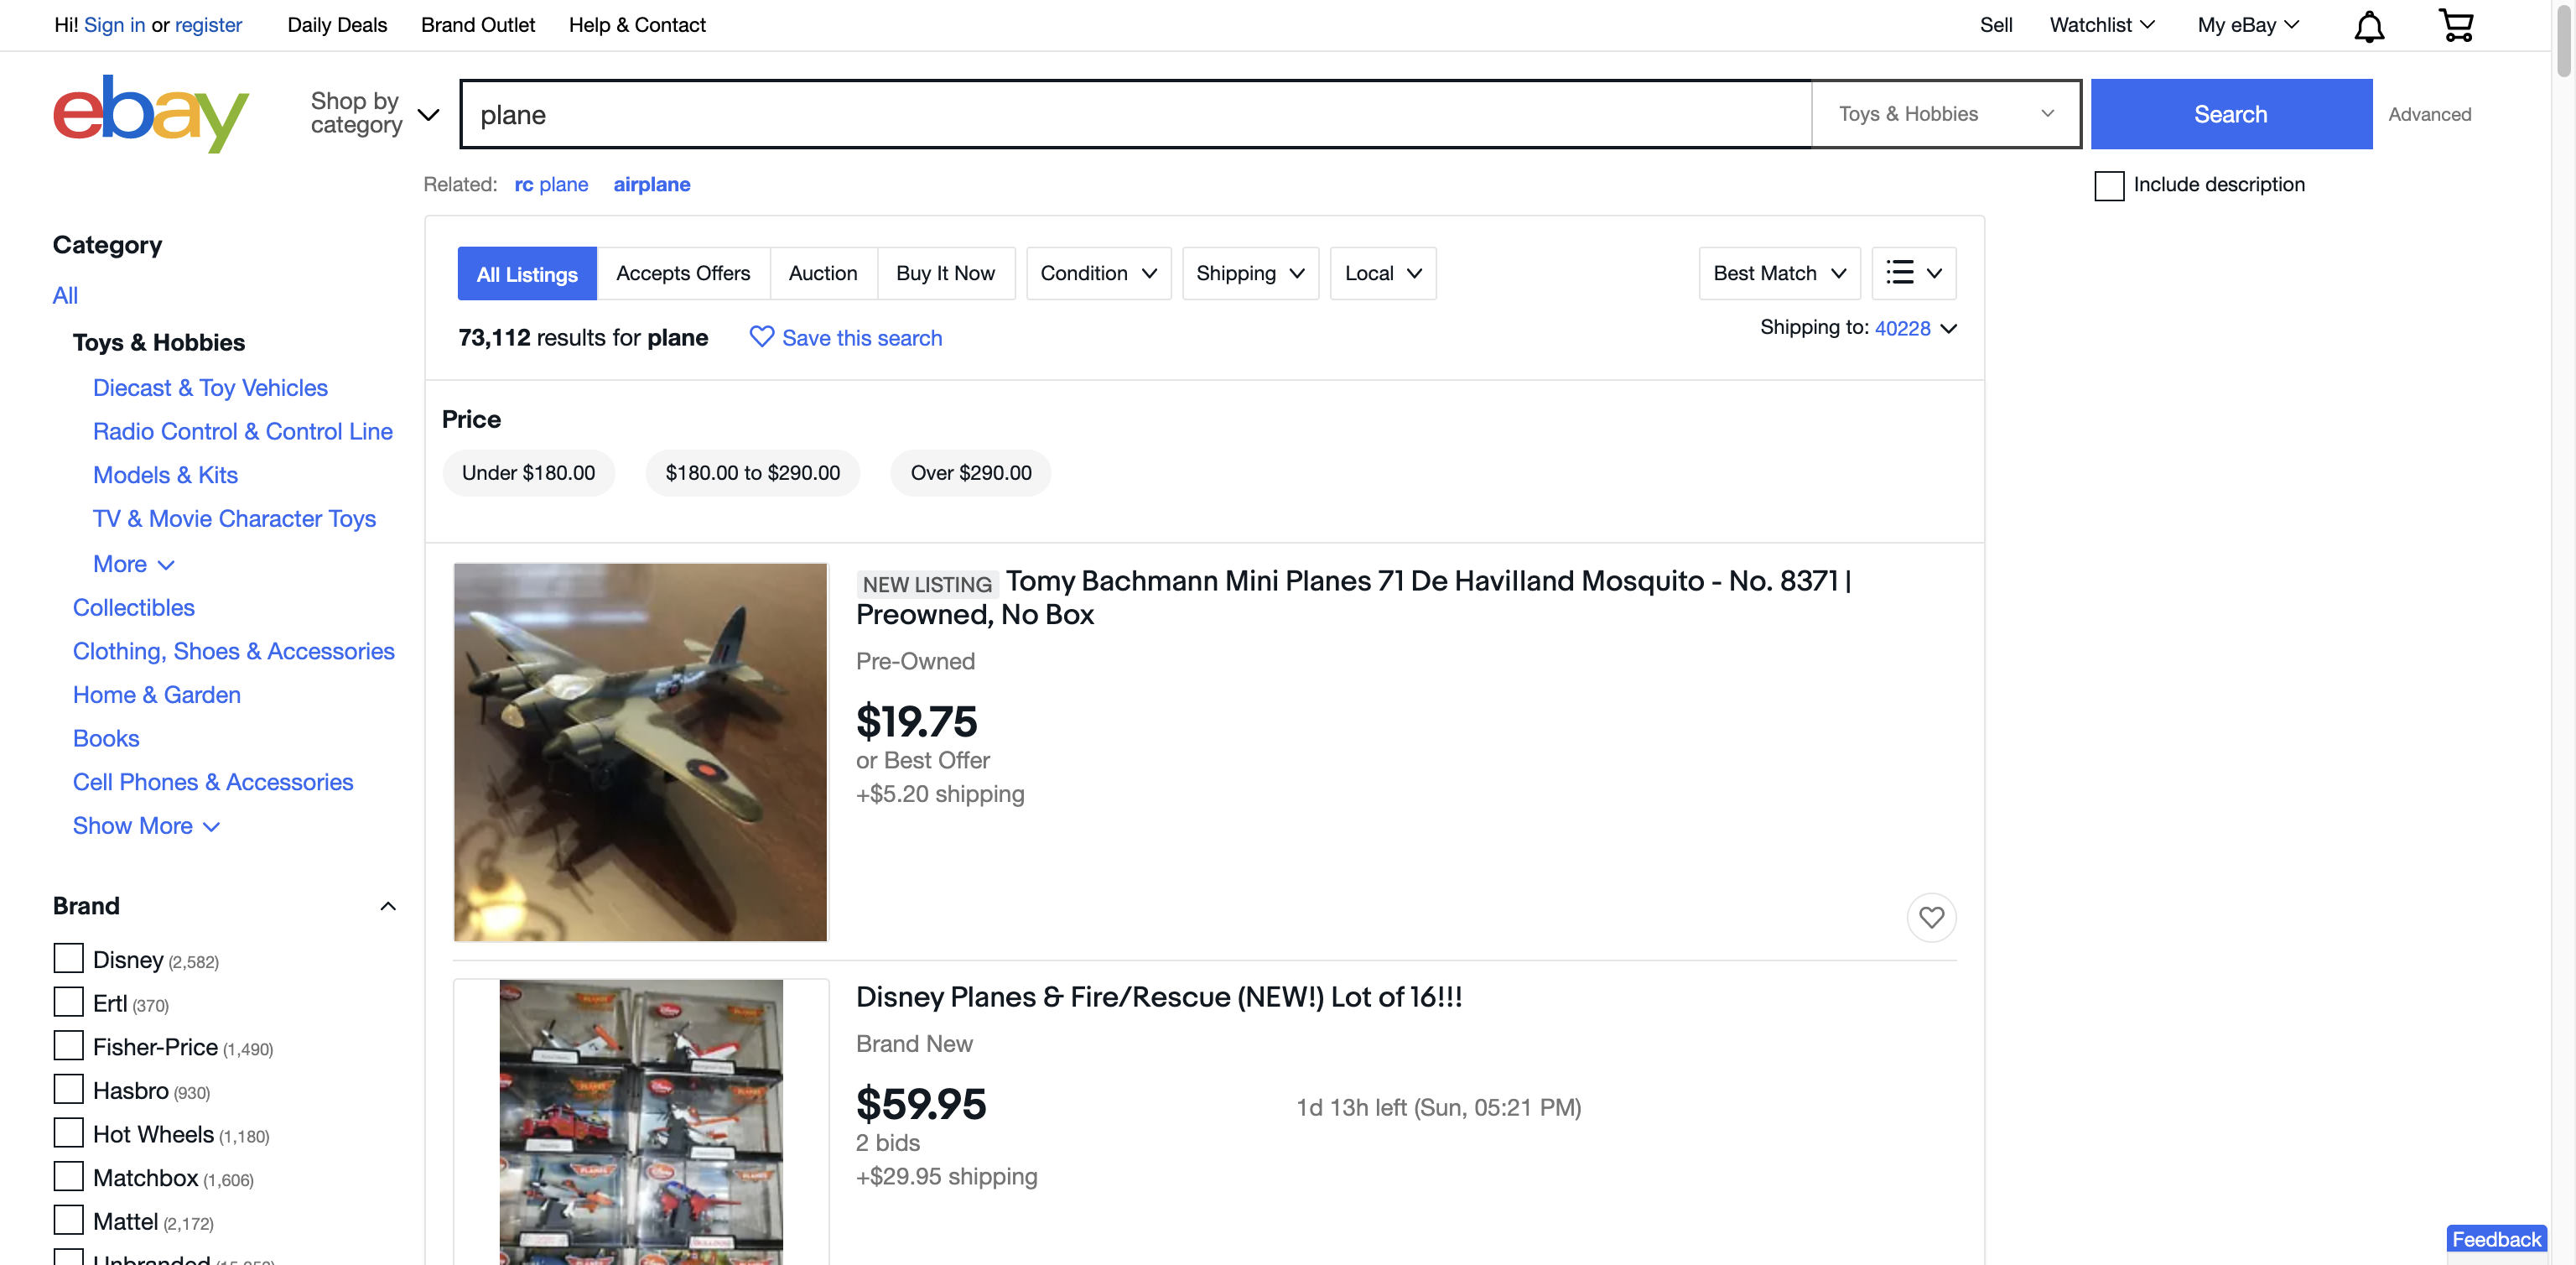 Hi! Sign in or register
Daily Deals
Brand Outlet
Help & Contact
Sell
Watchlist
My eBay
ebay
Shop by
category
plane
Toys & Hobbies
Search
Advanced
Related: rc plane airplane
Include description
Category
All
Toys & Hobbies
Diecast & Toy Vehicles
Radio Control & Control Line
Models & Kits
TV & Movie Character Toys
More
Collectibles
Clothing, Shoes & Accessories
Home & Garden
Books
Cell Phones & Accessories
Show More
Brand
Disney (2,582)
Ertl (370)
Fisher-Price (1,490)
Hasbro (930)
Hot Wheels (1,180)
Matchbox (1,606)
Mattel (2,172)
Unbranded
All Listings
Accepts Offers
Auction
Buy It Now
Condition
Shipping
Local
Best Match
73,112 results for plane
Save this search
Shipping to: 40228
Price
Under $180.00
$180.00 to $290.00
Over $290.00
NEW LISTING Tomy Bachmann Mini Planes 71 De Havilland Mosquito - No. 8371 |
Preowned, No Box
Pre-Owned
$19.75
or Best Offer
+$5.20 shipping
Disney Planes & Fire/Rescue (NEW!) Lot of 16!!!
Brand New
$59.95
1d 13h left (Sun, 05:21 PM)
2 bids
+$29.95 shipping
Feedback